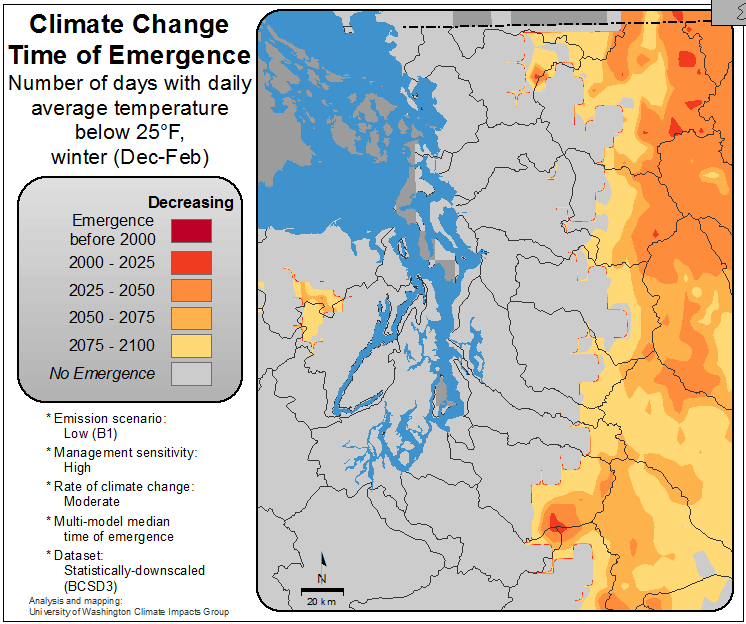 Climate Change
Time of Emergence
Number of days with daily
average temperature
below 25°F,
winter (Dec-Feb)
Decreasing
Emergence
before 2000
2000 - 2025
2025 - 2050
2050 - 2075
2075 - 2100
No Emergence
* Emission scenario:
Low (B1)
* Management sensitivity:
High
* Rate of climate change:
Moderate
* Multi-model median
time of emergence
* Dataset:
Statistically-downscaled
(BCSD3)
Analysis and mapping:
University of Washington Climate Impacts Group
N
20 km